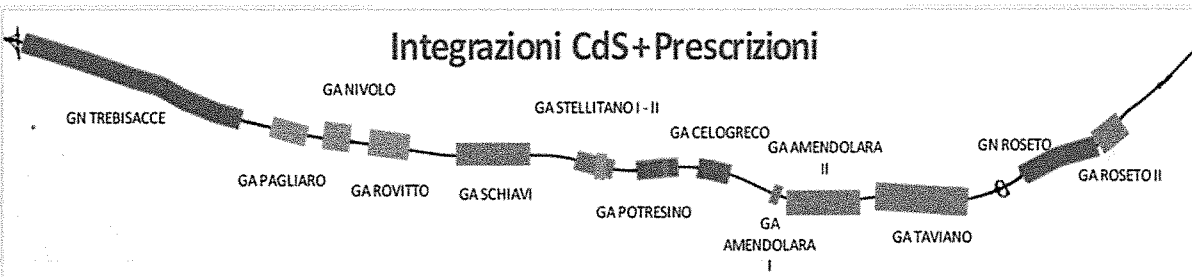 Integrazioni CdS+Prescrizioni
GN TREBISACCE
GA PAGLIARO
GA NIVOLO
GA ROVITTO
GA SCHIAVI
GA STELLITANO I - II
GA POTRESINO
GA CELOGRECO
GA
AMENDOLARA
I
GA AMENDOLARA
II
GA TAVIANO
GN ROSETO
GA ROSETO II